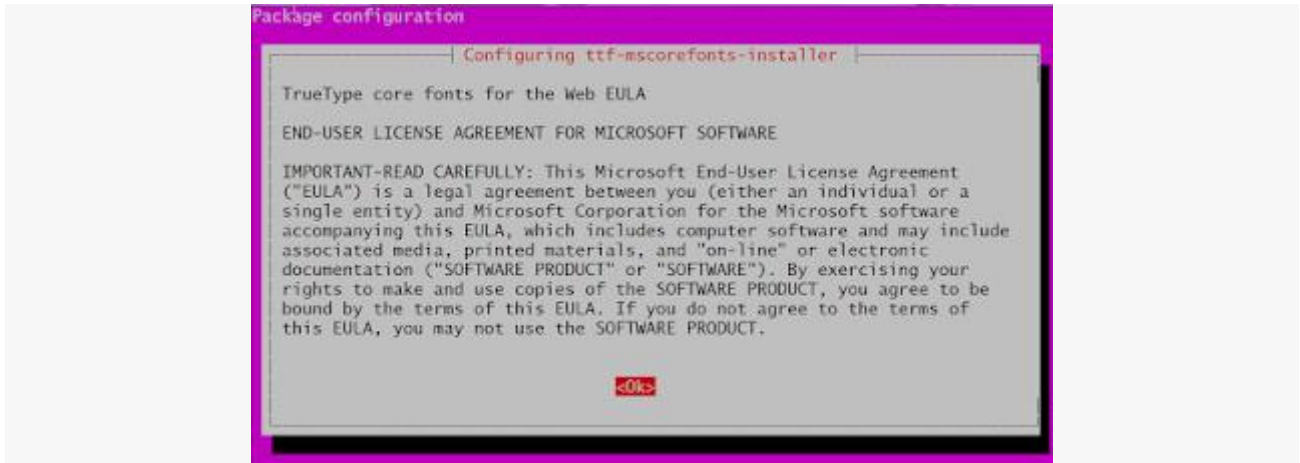 Package configuration
Configuring ttf-mscorefonts-installer
TrueType core fonts for the Web EULA
END-USER LICENSE AGREEMENT FOR MICROSOFT SOFTWARE
IMPORTANT-READ CAREFULLY: This Microsoft End-User License Agreement
("EULA") is a legal agreement between you (either an individual or a
single entity) and Microsoft Corporation for the Microsoft software
accompanying this EULA, which includes computer software and may include
associated media, printed materials, and "on-line" or electronic
documentation ("SOFTWARE PRODUCT" or "SOFTWARE"). By exercising your
rights to make and use copies of the SOFTWARE PRODUCT, you agree to be
bound by the terms of this EULA. If you do not agree to the terms of
this EULA, you may not use the SOFTWARE PRODUCT.
<Ok>